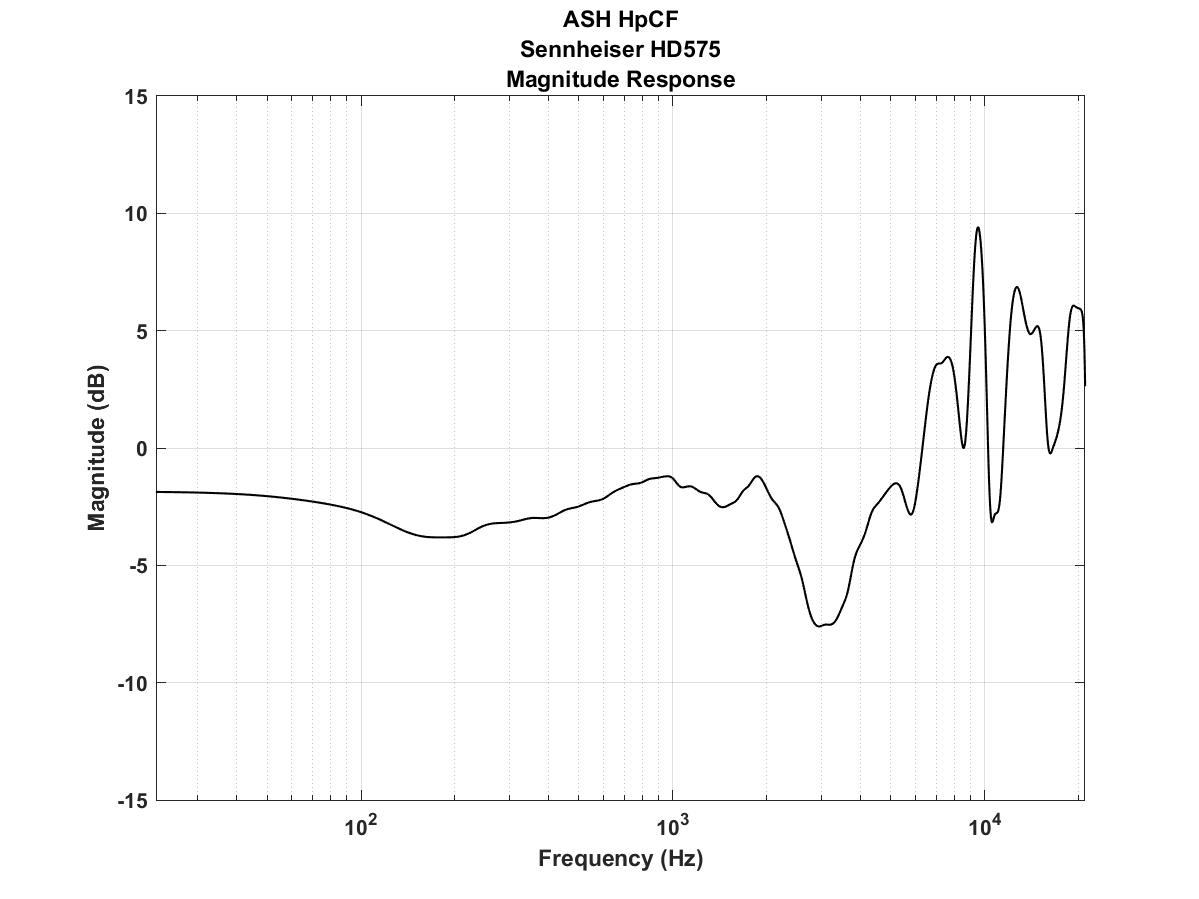 ASH HpCF
Sennheiser HD575
Magnitude Response
15
10
5
0
-5
-10
-15
Magnitude (dB)
10² 10³ 10⁴
Frequency (Hz)